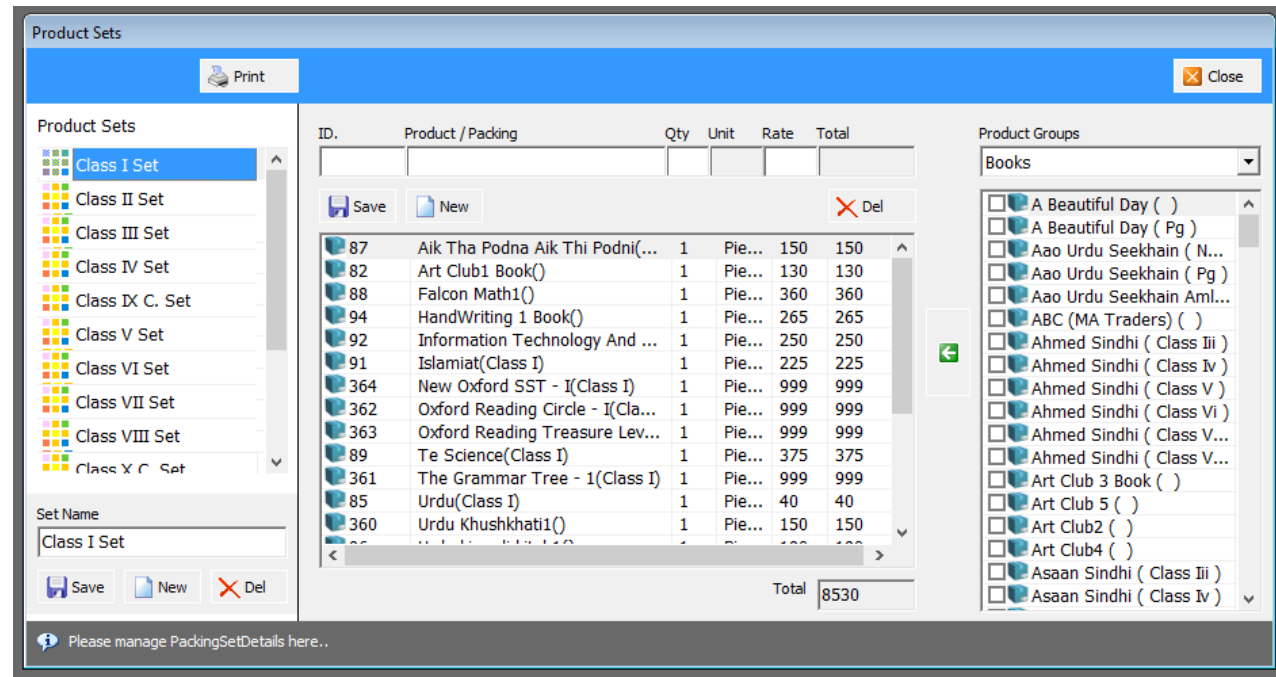 Product Sets
Print
Close
Product Sets
Class I Set
Class II Set
Class III Set
Class IV Set
Class IX C. Set
Class V Set
Class VI Set
Class VII Set
Class VIII Set
Class X C. Set
Set Name
Class I Set
Save New Del
ID. Product / Packing Qty Unit Rate Total
Save New Del
87 Aik Tha Podna Aik Thi Podni(... 1 Pie... 150 150
82 Art Club1 Book() 1 Pie... 130 130
88 Falcon Math1() 1 Pie... 360 360
94 HandWriting 1 Book() 1 Pie... 265 265
92 Information Technology And ... 1 Pie... 250 250
91 Islamiat(Class I) 1 Pie... 225 225
364 New Oxford SST - I(Class I) 1 Pie... 999 999
362 Oxford Reading Circle - I(Cla... 1 Pie... 999 999
363 Oxford Reading Treasure Lev... 1 Pie... 999 999
89 Te Science(Class I) 1 Pie... 375 375
361 The Grammar Tree - 1(Class I) 1 Pie... 999 999
85 Urdu(Class I) 1 Pie... 40 40
360 Urdu Khushkhati1() 1 Pie... 150 150
Total 8530
Product Groups
Books
A Beautiful Day ( )
A Beautiful Day ( Pg )
Aao Urdu Seekhain ( N...
Aao Urdu Seekhain ( Pg )
Aao Urdu Seekhain Aml...
ABC (MA Traders) ( )
Ahmed Sindhi ( Class Iii )
Ahmed Sindhi ( Class Iv )
Ahmed Sindhi ( Class V )
Ahmed Sindhi ( Class Vi )
Ahmed Sindhi ( Class V...
Ahmed Sindhi ( Class V...
Art Club 3 Book ( )
Art Club 5 ( )
Art Club2 ( )
Art Club4 ( )
Asaan Sindhi ( Class Iii )
Asaan Sindhi ( Class Iv )
Please manage PackingSetDetails here..